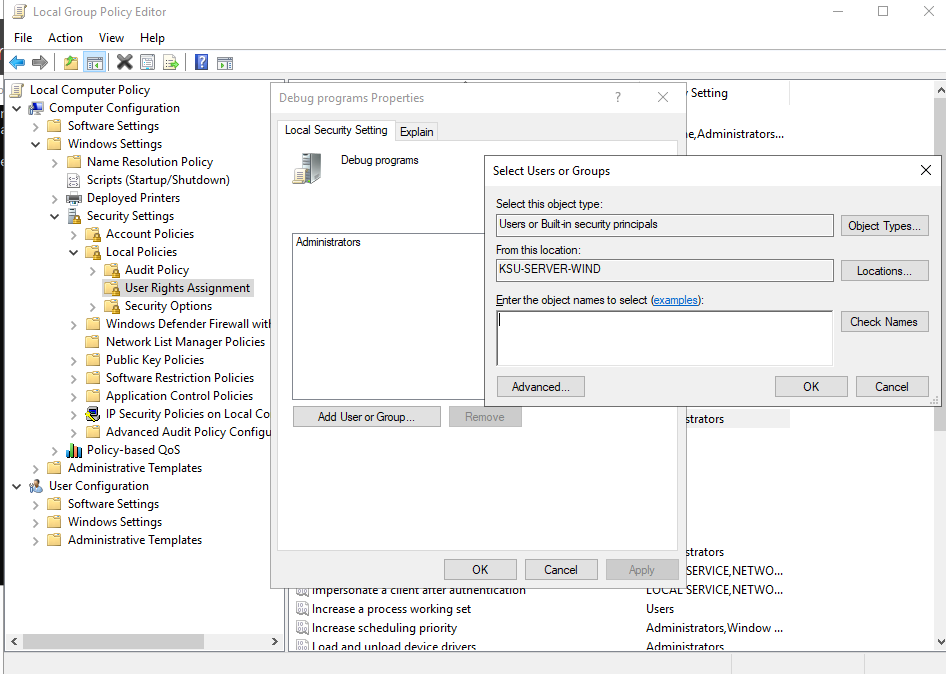 Local Group Policy Editor
File Action View Help
Local Computer Policy
Computer Configuration
Software Settings
Windows Settings
Name Resolution Policy
Scripts (Startup/Shutdown)
Deployed Printers
Security Settings
Account Policies
Local Policies
Audit Policy
User Rights Assignment
Security Options
Windows Defender Firewall wit
Network List Manager Policies
Public Key Policies
Software Restriction Policies
Application Control Policies
IP Security Policies on Local Co
Advanced Audit Policy Configu
Policy-based QoS
Administrative Templates
User Configuration
Software Settings
Windows Settings
Administrative Templates
Debug programs Properties
?
Local Security Setting Explain
Debug programs
Administrators
Add User or Group... Remove
OK Cancel Apply
Select Users or Groups
Select this object type:
Users or Built-in security principals Object Types...
From this location:
KSU-SERVER-WIND Locations...
Enter the object names to select (examples):
Check Names
Advanced... OK Cancel
y Setting
e,Administrators...
strators
strators
SERVICE,NETWO...
Impersonate a client after authentication LOCAL SERVICE,NETWO...
Increase a process working set Users
Increase scheduling priority Administrators,Window ...
Load and unload device drivers Administrators